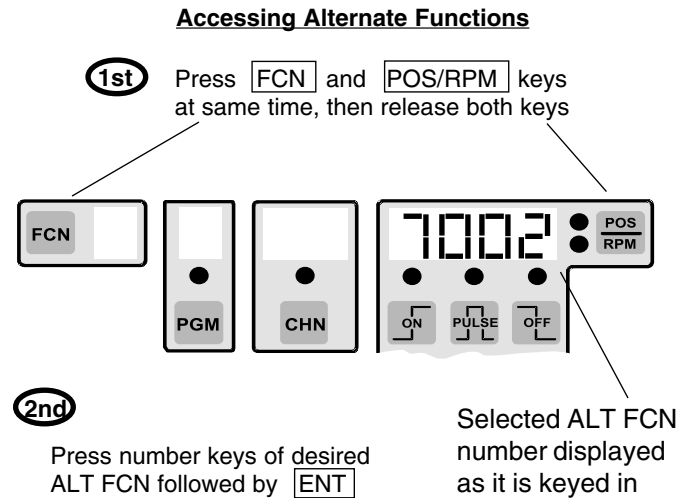 Accessing Alternate Functions
1st
Press FCN and POS/RPM keys
at same time, then release both keys
FCN
7002
POS
RPM
PGM
CHN
ON
PULSE
OFF
2nd
Press number keys of desired
ALT FCN followed by ENT
Selected ALT FCN
number displayed
as it is keyed in